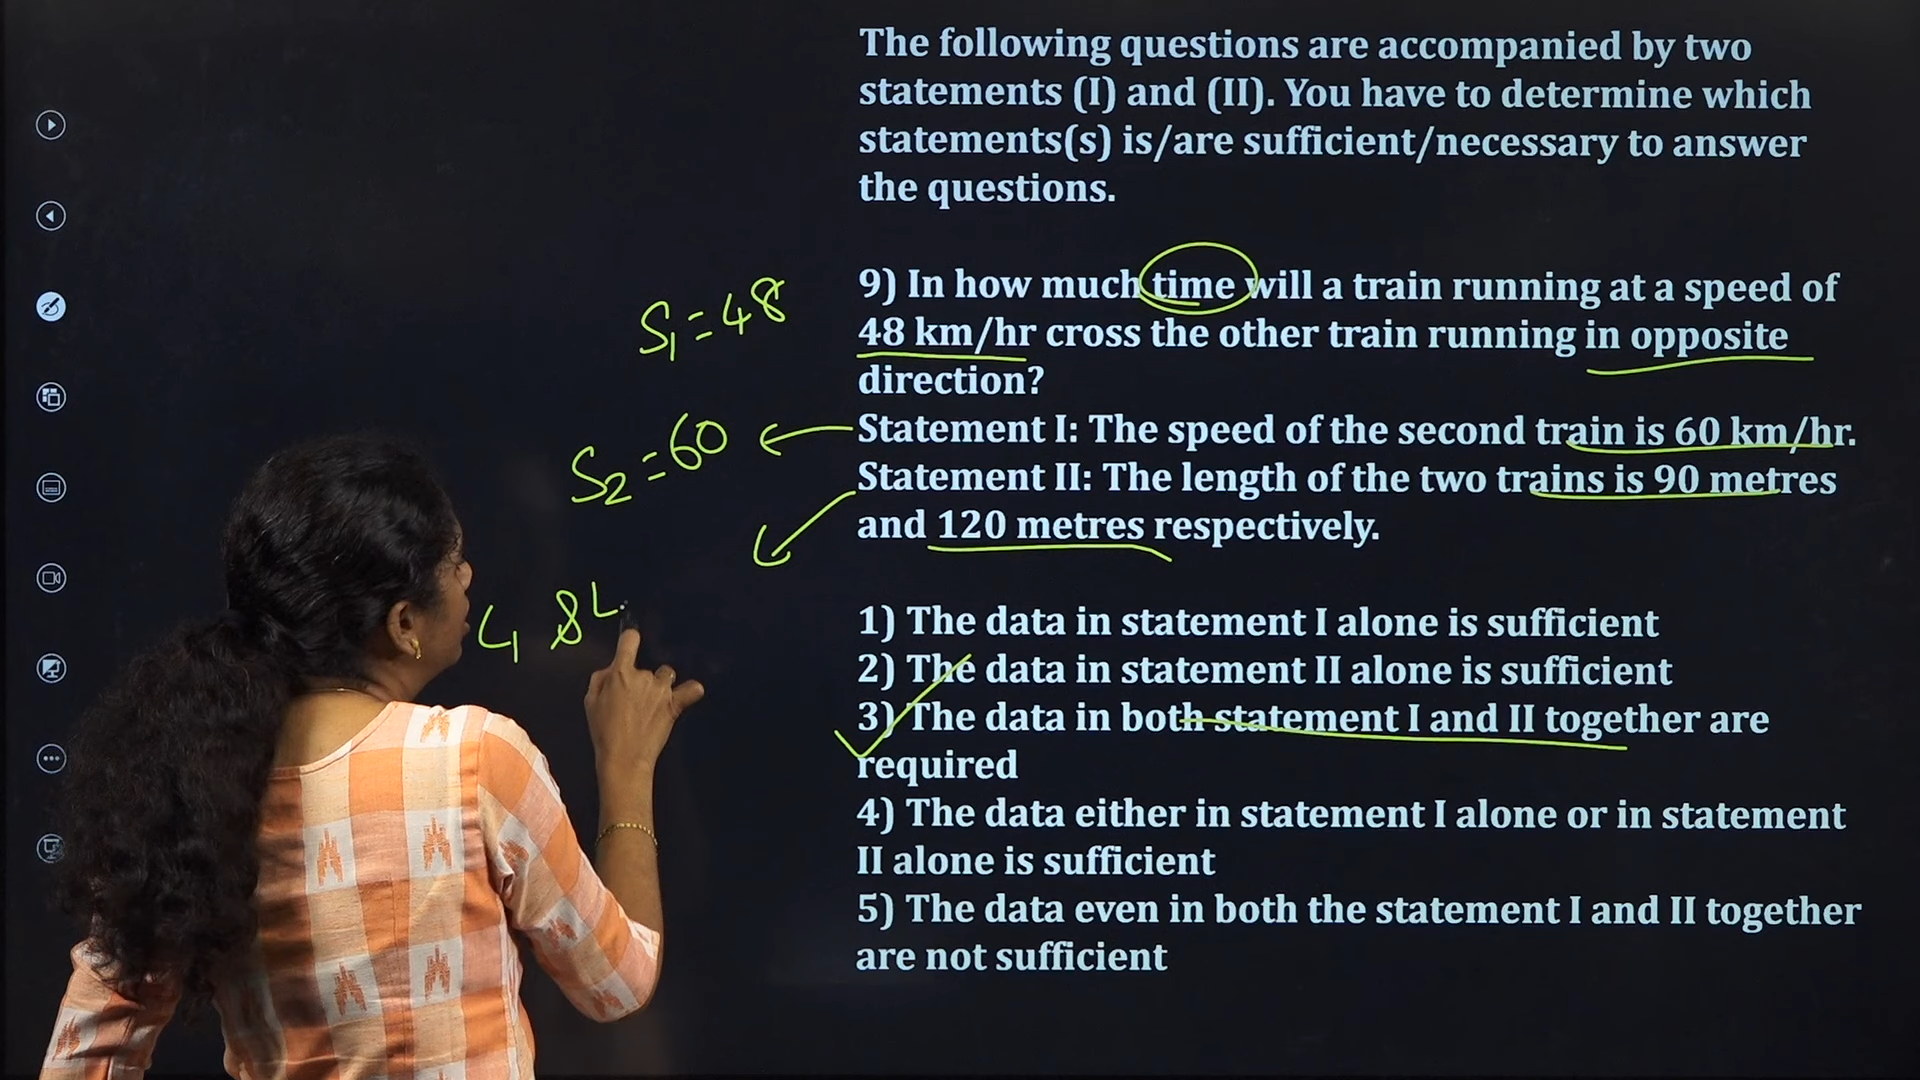 The following questions are accompanied by two
statements (I) and (II). You have to determine which
statements(s) is/are sufficient/necessary to answer
the questions.
9) In how much time will a train running at a speed of
48 km/hr cross the other train running in opposite
direction?
Statement I: The speed of the second train is 60 km/hr.
Statement II: The length of the two trains is 90 metres
and 120 metres respectively.
1) The data in statement I alone is sufficient
2) The data in statement II alone is sufficient
3) The data in both statement I and II together are
required
4) The data either in statement I alone or in statement
II alone is sufficient
5) The data even in both the statement I and II together
are not sufficient
S₁ = 48
S₂ = 60